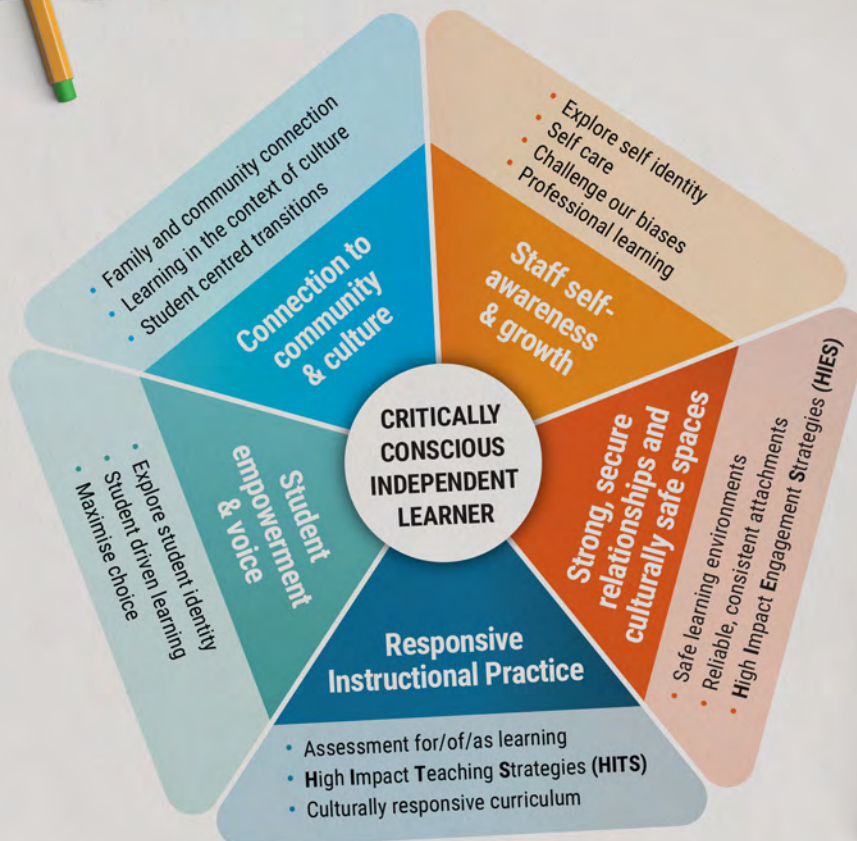 CRITICALLY
CONSCIOUS
INDEPENDENT
LEARNER
Connection to
community
& culture
• Family and community connection
• Learning in the context of culture
• Student centred transitions
Staff self-
awareness
& growth
• Explore self identity
• Self care
• Challenge our biases
• Professional learning
Strong, secure
relationships and
culturally safe spaces
• Safe learning environments
• Reliable, consistent attachments
• High Impact Engagement Strategies (HIES)
Responsive
Instructional Practice
• Assessment for/of/as learning
• High Impact Teaching Strategies (HITS)
• Culturally responsive curriculum
Student
empowerment
& voice
• Explore student identity
• Student driven learning
• Maximise choice